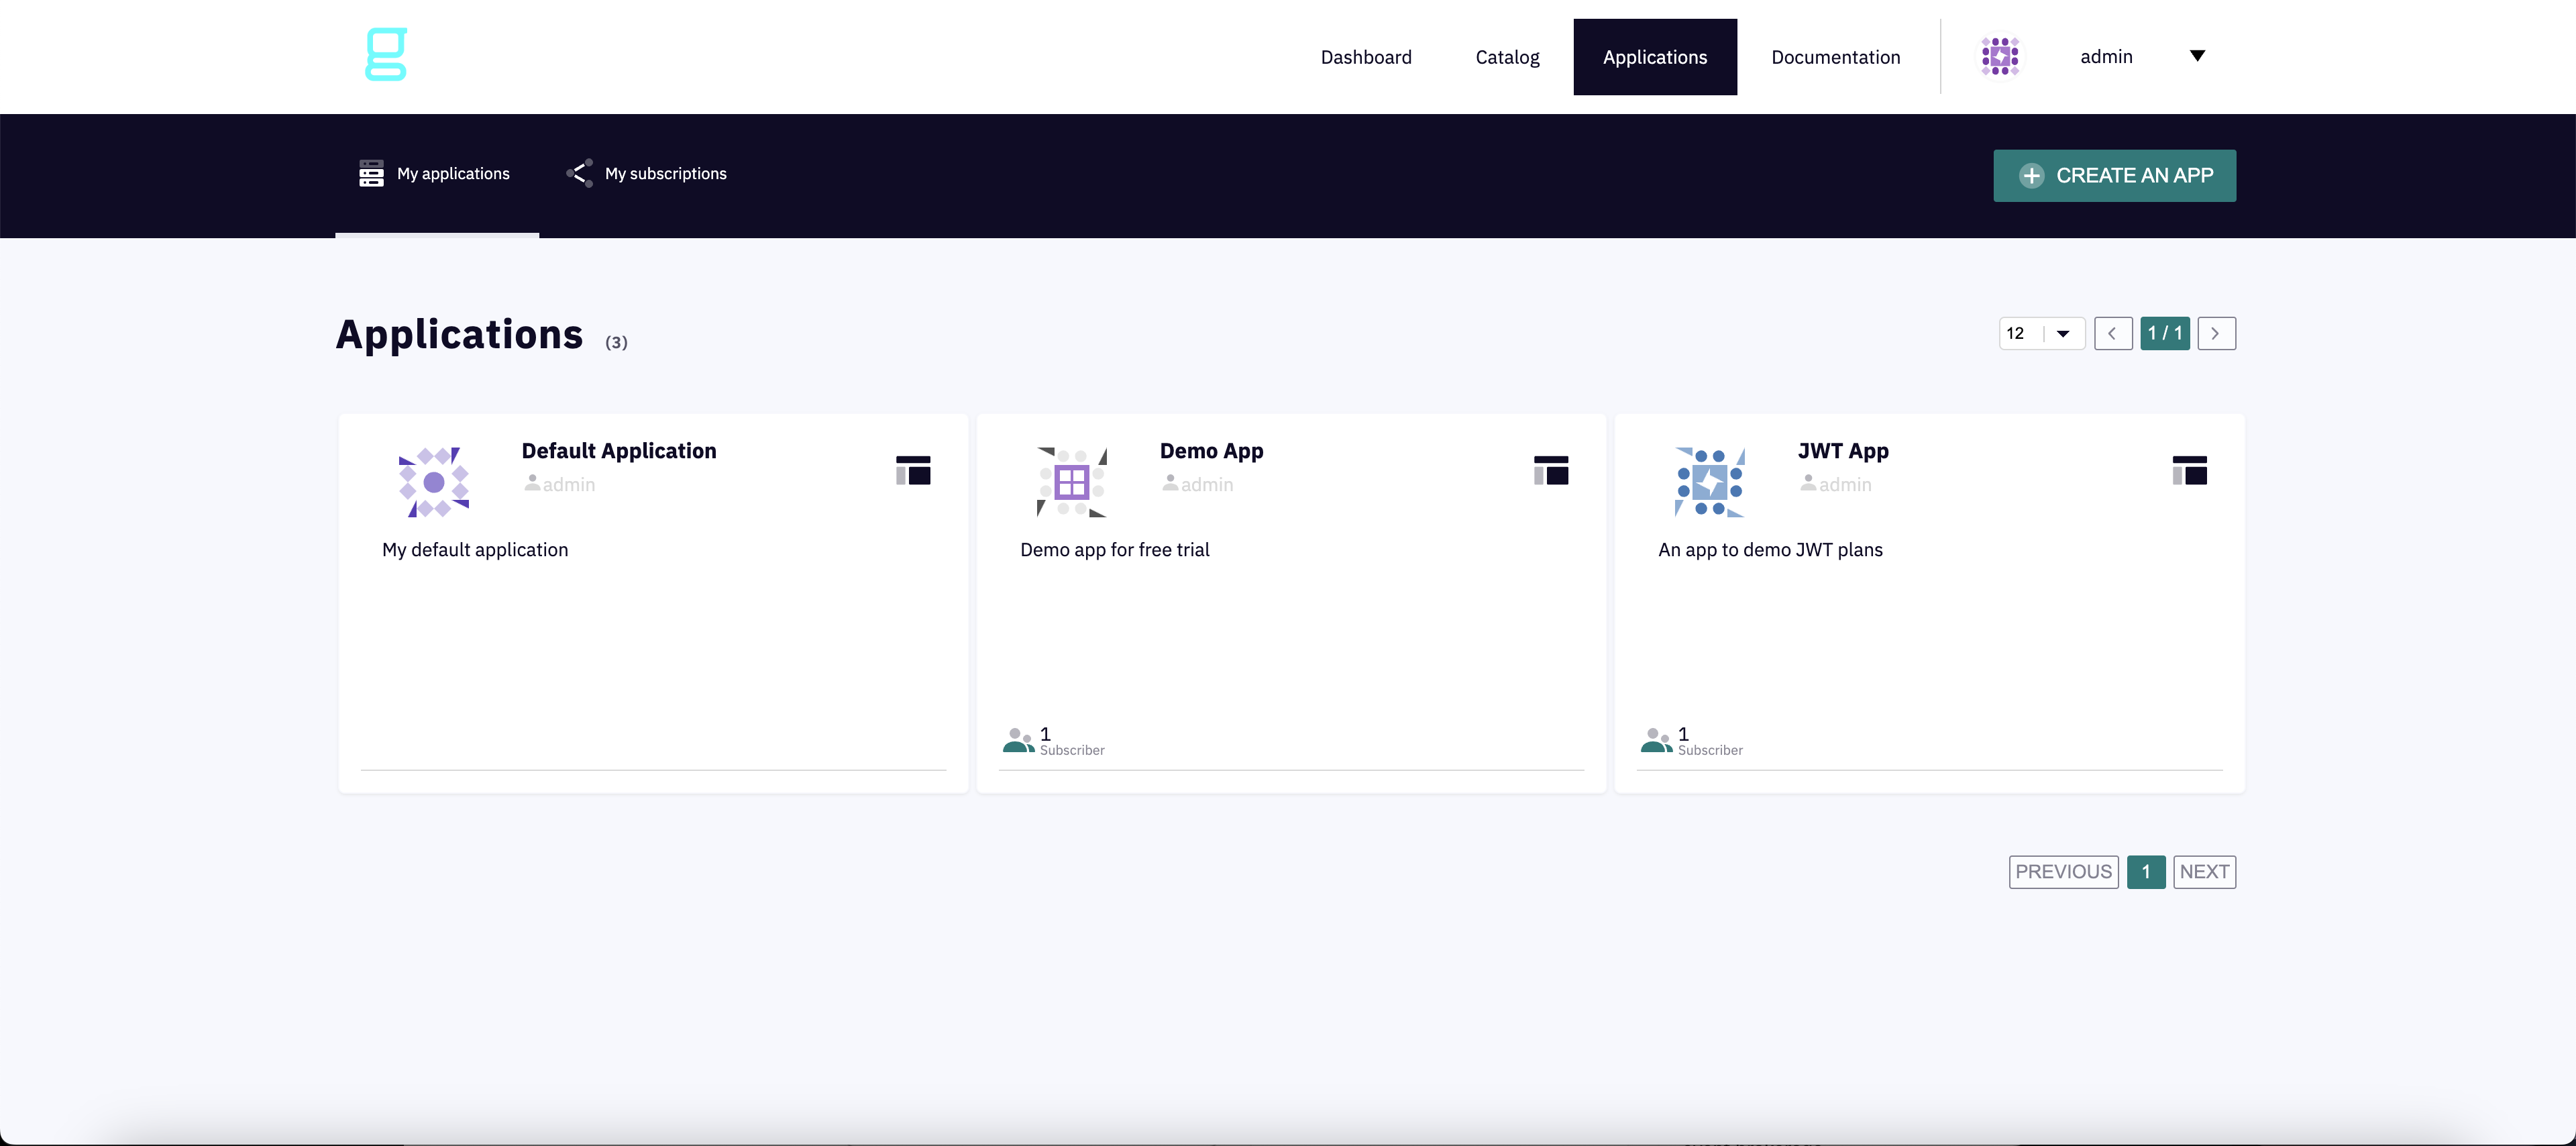 g
Dashboard
Catalog
Applications
Documentation
admin
My applications
My subscriptions
CREATE AN APP
Applications (3)
12
1 / 1
Default Application
admin
My default application
Demo App
admin
Demo app for free trial
1
Subscriber
JWT App
admin
An app to demo JWT plans
1
Subscriber
PREVIOUS
1
NEXT